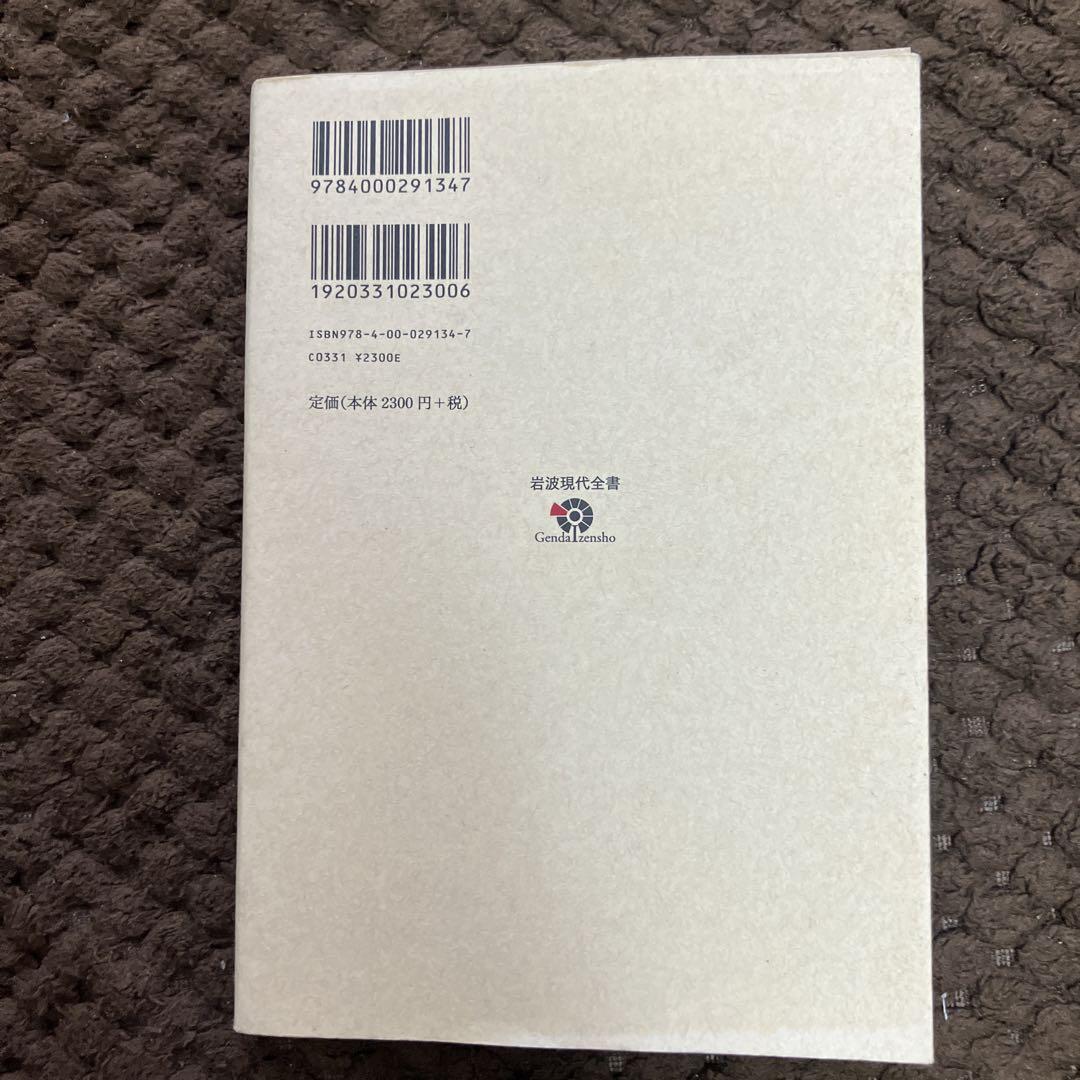 9784000291347
1920331023006
ISBN978-4-00-029134-7
C0331 ¥2300E
定価(本体 2300 円+税)
岩波現代全書
Gendaizensho